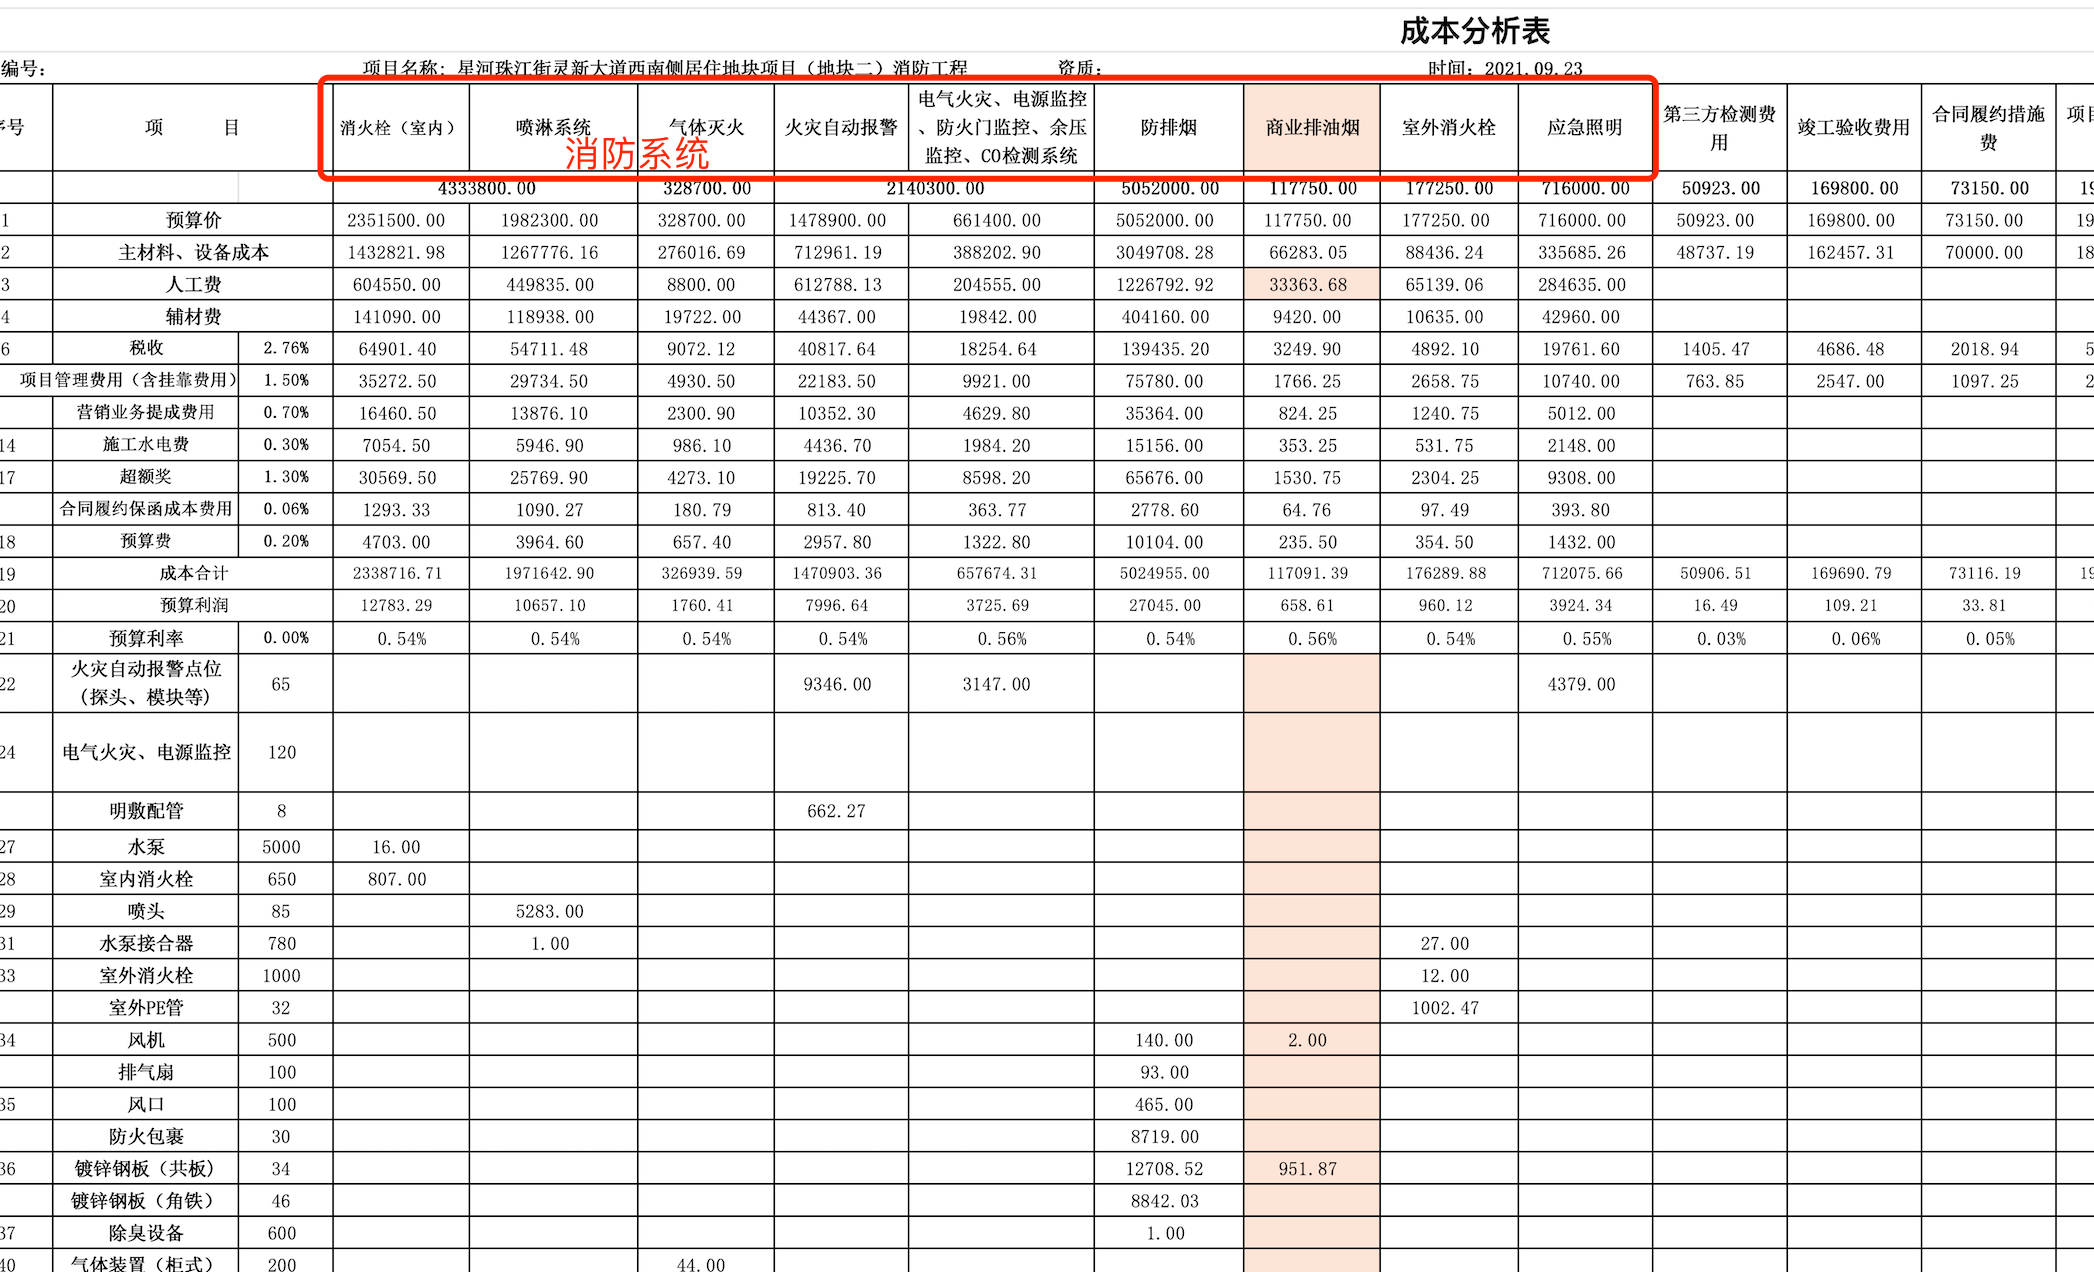 成本分析表
编号: 项目名称: 星河珠江街灵新大道西南侧居住地块项目（地块二）消防工程 资质: 时间: 2021.09.23
序号 项 目 消火栓（室内） 喷淋系统 气体灭火 火灾自动报警 电气火灾、电源监控、防火门监控、余压监控、CO检测系统 防排烟 商业排油烟 室外消火栓 应急照明 第三方检测费用 竣工验收费用 合同履约措施费 项目
消防系统
4333800.00 328700.00 2140300.00 5052000.00 117750.00 177250.00 716000.00 50923.00 169800.00 73150.00 19
1 预算价 2351500.00 1982300.00 328700.00 1478900.00 661400.00 5052000.00 117750.00 177250.00 716000.00 50923.00 169800.00 73150.00 19
2 主材料、设备成本 1432821.98 1267776.16 276016.69 712961.19 388202.90 3049708.28 66283.05 88436.24 335685.26 48737.19 162457.31 70000.00 18
3 人工费 604550.00 449835.00 8800.00 612788.13 204555.00 1226792.92 33363.68 65139.06 284635.00
4 辅材费 141090.00 118938.00 19722.00 44367.00 19842.00 404160.00 9420.00 10635.00 42960.00
6 税收 2.76% 64901.40 54711.48 9072.12 40817.64 18254.64 139435.20 3249.90 4892.10 19761.60 1405.47 4686.48 2018.94 5
项目管理费用（含挂靠费用） 1.50% 35272.50 29734.50 4930.50 22183.50 9921.00 75780.00 1766.25 2658.75 10740.00 763.85 2547.00 1097.25 2
营销业务提成费用 0.70% 16460.50 13876.10 2300.90 10352.30 4629.80 35364.00 824.25 1240.75 5012.00
14 施工水电费 0.30% 7054.50 5946.90 986.10 4436.70 1984.20 15156.00 353.25 531.75 2148.00
17 超额奖 1.30% 30569.50 25769.90 4273.10 19225.70 8598.20 65676.00 1530.75 2304.25 9308.00
合同履约保函成本费用 0.06% 1293.33 1090.27 180.79 813.40 363.77 2778.60 64.76 97.49 393.80
18 预算费 0.20% 4703.00 3964.60 657.40 2957.80 1322.80 10104.00 235.50 354.50 1432.00
19 成本合计 2338716.71 1971642.90 326939.59 1470903.36 657674.31 5024955.00 117091.39 176289.88 712075.66 50906.51 169690.79 73116.19 19
20 预算利润 12783.29 10657.10 1760.41 7996.64 3725.69 27045.00 658.61 960.12 3924.34 16.49 109.21 33.81
21 预算利率 0.00% 0.54% 0.54% 0.54% 0.54% 0.56% 0.54% 0.56% 0.54% 0.55% 0.03% 0.06% 0.05%
22 火灾自动报警点位（探头、模块等） 65 9346.00 3147.00 4379.00
24 电气火灾、电源监控 120
明敷配管 8 662.27
27 水泵 5000 16.00
28 室内消火栓 650 807.00
29 喷头 85 5283.00
31 水泵接合器 780 1.00 27.00
33 室外消火栓 1000 12.00
室外PE管 32 1002.47
34 风机 500 140.00 2.00
排气扇 100 93.00
35 风口 100 465.00
防火包裹 30 8719.00
36 镀锌钢板（共板） 34 12708.52 951.87
镀锌钢板（角铁） 46 8842.03
37 除臭设备 600 1.00
40 气体装置（柜式） 200 44.00